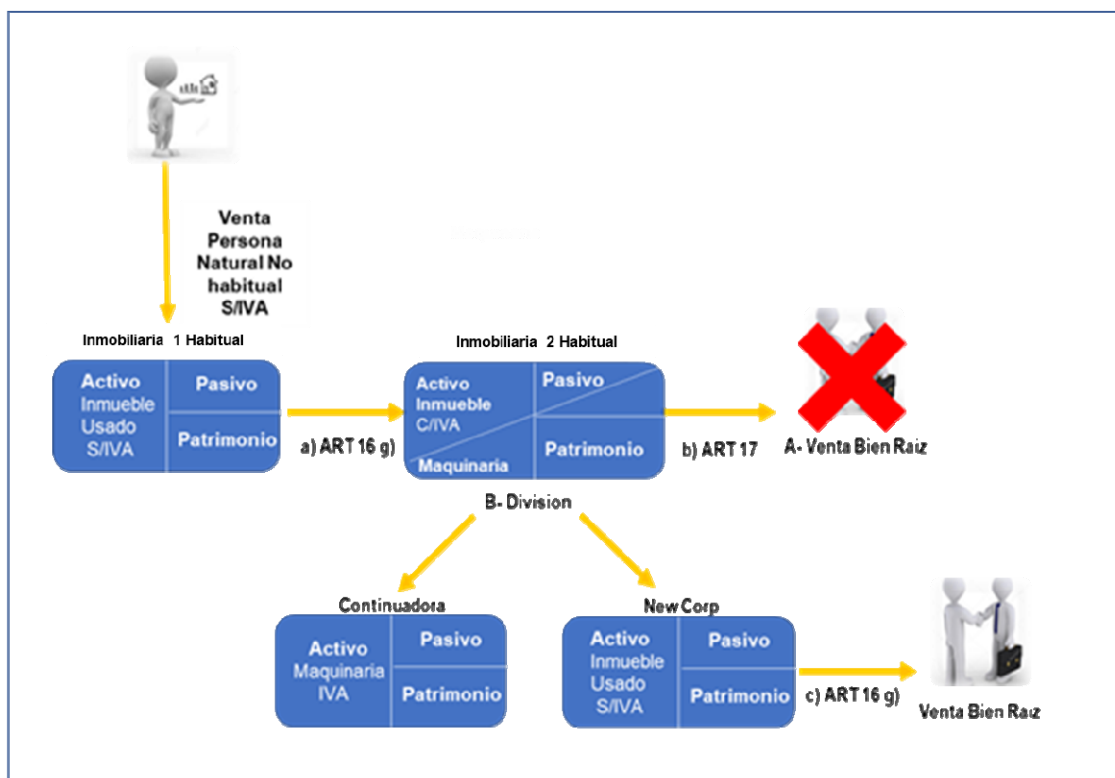 Venta
Persona
Natural No
habitual
S/IVA
Inmobiliaria 1 Habitual
Activo
Inmueble
Usado
S/IVA
Pasivo
Patrimonio
a) ART 16 g)
Inmobiliaria 2 Habitual
Activo
Inmueble
C/IVA
Maquinaria
Pasivo
Patrimonio
b) ART 17
A- Venta Bien Raiz
B- Division
Continuadora
Activo
Maquinaria
IVA
Pasivo
Patrimonio
New Corp
Activo
Inmueble
Usado
S/IVA
Pasivo
Patrimonio
c) ART 16 g)
Venta Bien Raiz